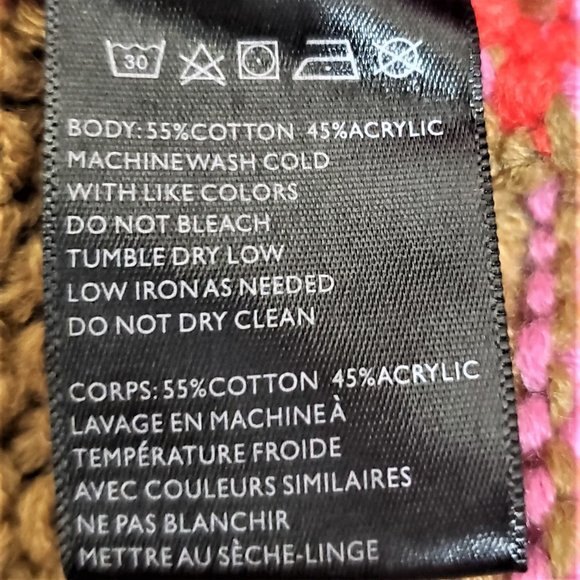 30
BODY: 55%COTTON 45%ACRYLIC
MACHINE WASH COLD
WITH LIKE COLORS
DO NOT BLEACH
TUMBLE DRY LOW
LOW IRON AS NEEDED
DO NOT DRY CLEAN
CORPS: 55%COTTON 45%ACRYLIC
LAVAGE EN MACHINE À
TEMPÉRATURE FROIDE
AVEC COULEURS SIMILAIRES
NE PAS BLANCHIR
METTRE AU SÈCHE-LINGE